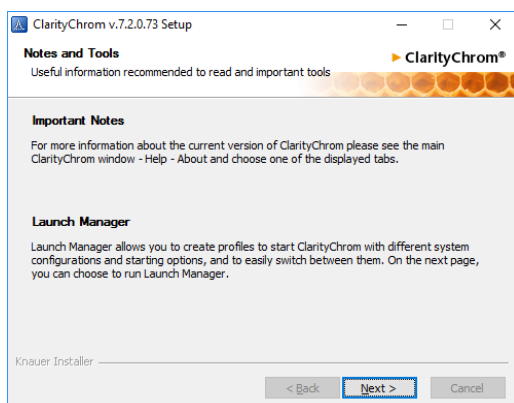 ClarityChrom v.7.2.0.73 Setup
Notes and Tools
Useful information recommended to read and important tools
ClarityChrom®
Important Notes
For more information about the current version of ClarityChrom please see the main
ClarityChrom window - Help - About and choose one of the displayed tabs.
Launch Manager
Launch Manager allows you to create profiles to start ClarityChrom with different system
configurations and starting options, and to easily switch between them. On the next page,
you can choose to run Launch Manager.
Knauer Installer
< Back
Next >
Cancel